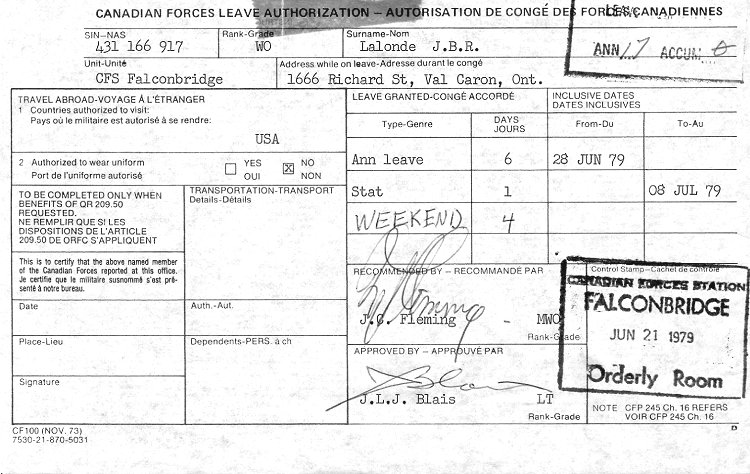 CANADIAN FORCES LEAVE AUTHORIZATION – AUTORISATION DE CONGÉ DES FORCES CANADIENNES
LEAVE
ANN 17 ACCUM 0
SIN–NAS
431 166 917
Rank-Grade
WO
Surname-Nom
Lalonde J.B.R.
Unit-Unité
CFS Falconbridge
Address while on leave-Adresse durant le congé
1666 Richard St, Val Caron, Ont.
TRAVEL ABROAD-VOYAGE À L'ÉTRANGER
1 Countries authorized to visit:
Pays où le militaire est autorisé à se rendre:
USA
2 Authorized to wear uniform
Port de l'uniforme autorisé
YES
OUI
X NO
NON
LEAVE GRANTED-CONGÉ ACCORDÉ
INCLUSIVE DATES
DATES INCLUSIVES
Type-Genre
DAYS
JOURS
From-Du
To-Au
Ann leave 6 28 JUN 79
Stat 1 08 JUL 79
WEEKEND 4
TO BE COMPLETED ONLY WHEN
BENEFITS OF QR 209.50
REQUESTED.
NE REMPLIR QUE SI LES
DISPOSITIONS DE L'ARTICLE
209.50 DE ORFC S'APPLIQUENT
TRANSPORTATION-TRANSPORT
Details-Détails
This is to certify that the above named member
of the Canadian Forces reported at this office.
Je certifie que le militaire susnommé s'est pré-
senté à notre bureau.
Date
Auth.-Aut.
Place-Lieu
Dependents-PERS. à ch
Signature
RECOMMENDED BY – RECOMMANDÉ PAR
J.C. Fleming - MWO
Rank-Grade
APPROVED BY – APPROUVÉ PAR
J.L.J. Blais LT
Rank-Grade
Control Stamp–Cachet de contrôle
CANADIAN FORCES STATION
FALCONBRIDGE
JUN 21 1979
Orderly Room
NOTE CFP 245 Ch. 16 REFERS
VOIR CFP 245 Ch. 16
CF100 (NOV. 73)
7530-21-870-5031